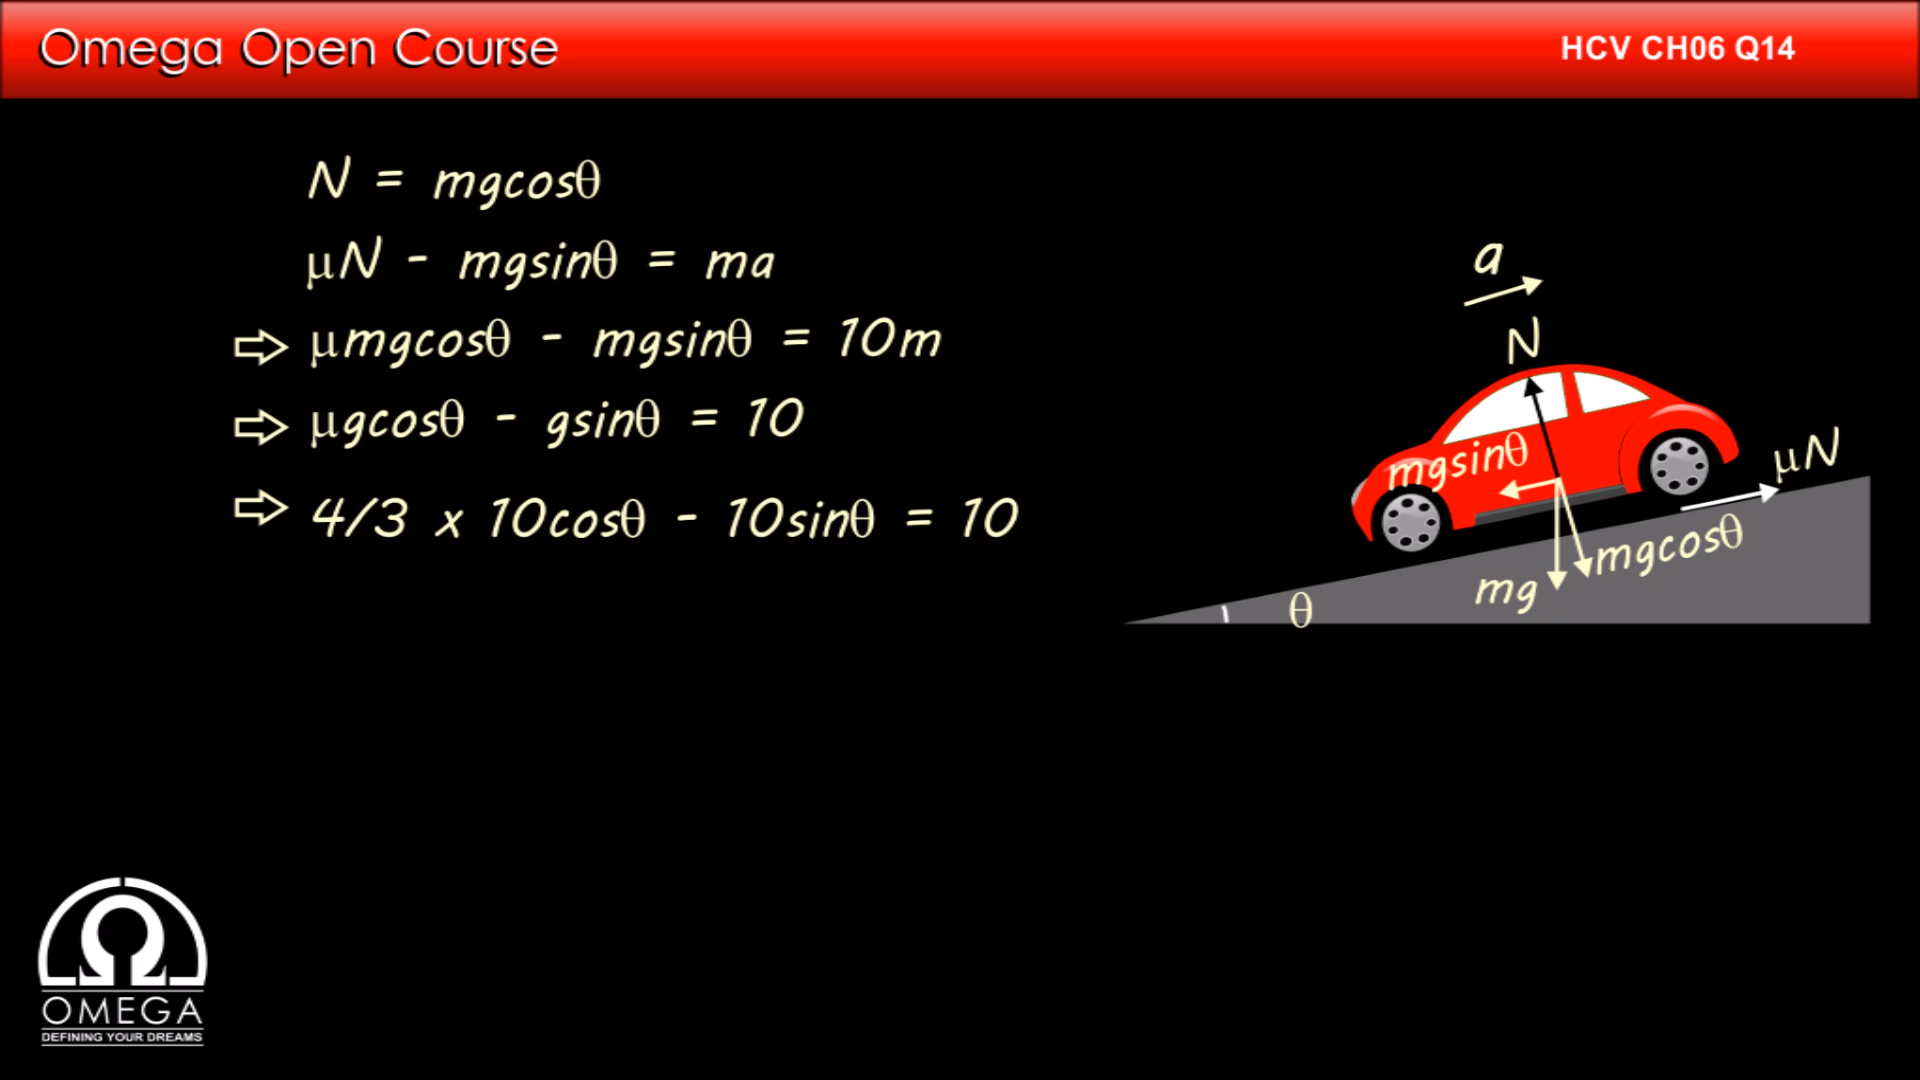 Omega Open Course
HCV CH06 Q14
N = mgcosθ
μN - mgsinθ = ma
⇨ μmgcosθ - mgsinθ = 10m
⇨ μgcosθ - gsinθ = 10
⇨ 4/3 x 10cosθ - 10sinθ = 10
a
N
mgsinθ
μN
mgcosθ
mg
θ
OMEGA
DEFINING YOUR DREAMS